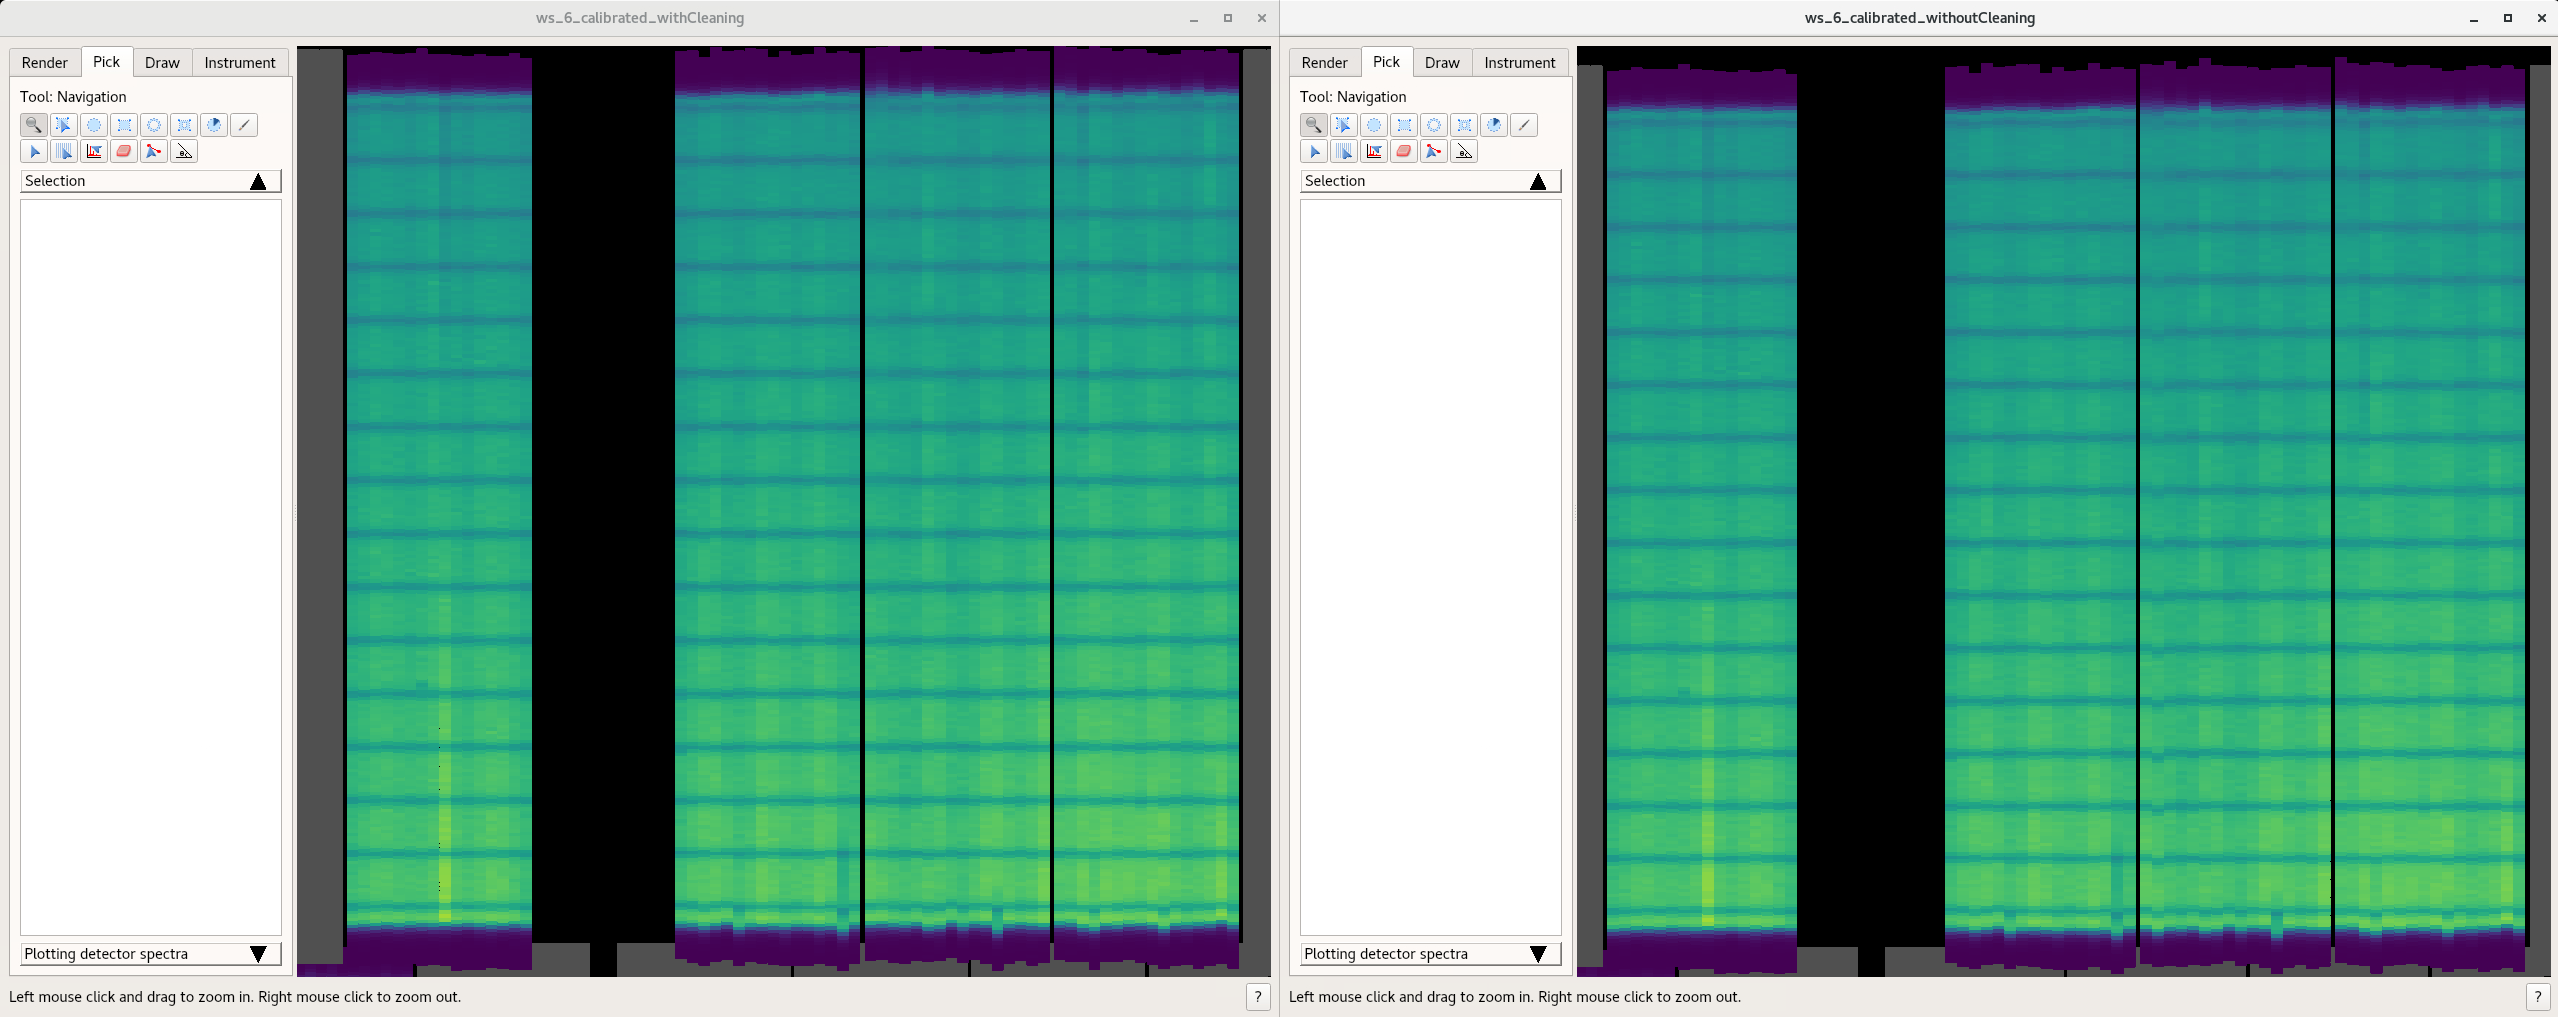 ws_6_calibrated_withCleaning
Render Pick Draw Instrument
Tool: Navigation
Selection
Plotting detector spectra
Left mouse click and drag to zoom in. Right mouse click to zoom out.
?
ws_6_calibrated_withoutCleaning
Render Pick Draw Instrument
Tool: Navigation
Selection
Plotting detector spectra
Left mouse click and drag to zoom in. Right mouse click to zoom out.
?